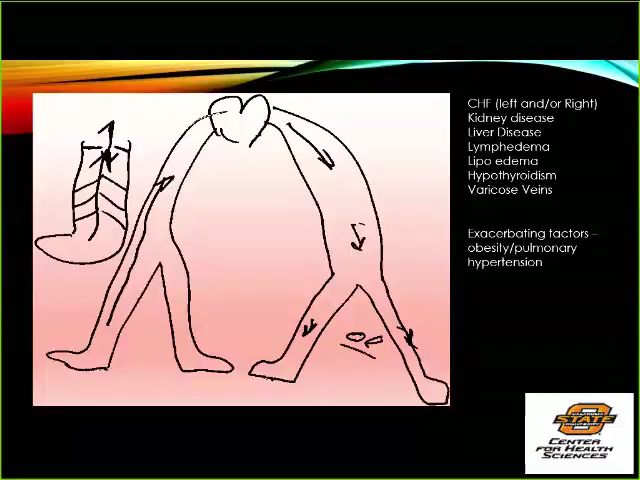 CHF (left and/or Right)
Kidney disease
Liver Disease
Lymphedema
Lipo edema
Hypothyroidism
Varicose Veins
Exacerbating factors –
obesity/pulmonary
hypertension
STATE
CENTER
FOR HEALTH
SCIENCES